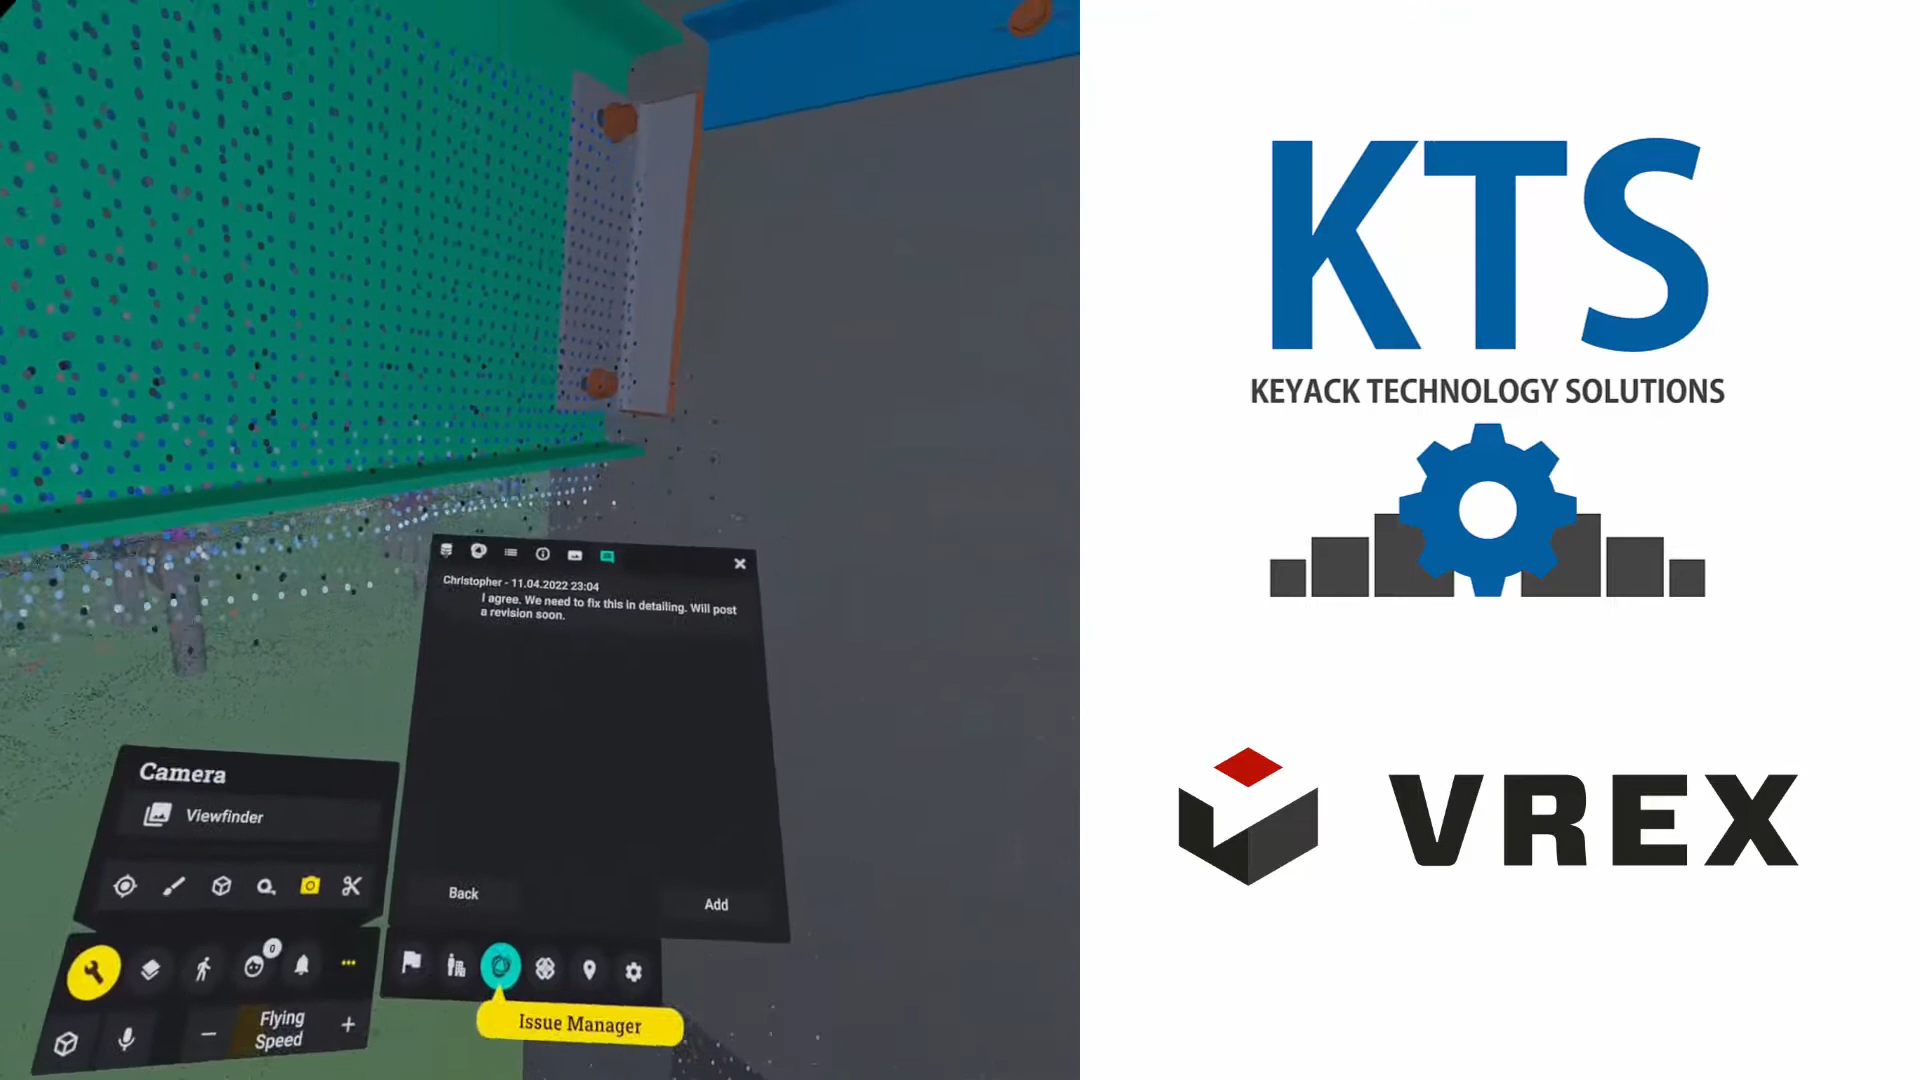 Christopher - 11.04.2022 23:04
I agree. We need to fix this in detailing. Will post
a revision soon.
Back
Add
Camera
Viewfinder
0
Flying
Speed
Issue Manager
KTS
KEYACK TECHNOLOGY SOLUTIONS
VREX